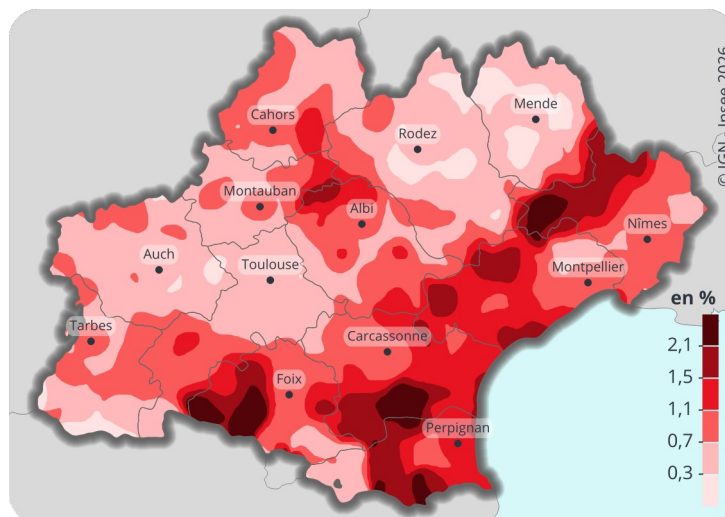 © IGN - Insee 2026
Mende
Cahors
Rodez
Montauban
Albi
Nîmes
Auch
Toulouse
Montpellier
en %
Tarbes
Carcassonne
2,1
1,5
Foix
1,1
Perpignan
0,7
0,3